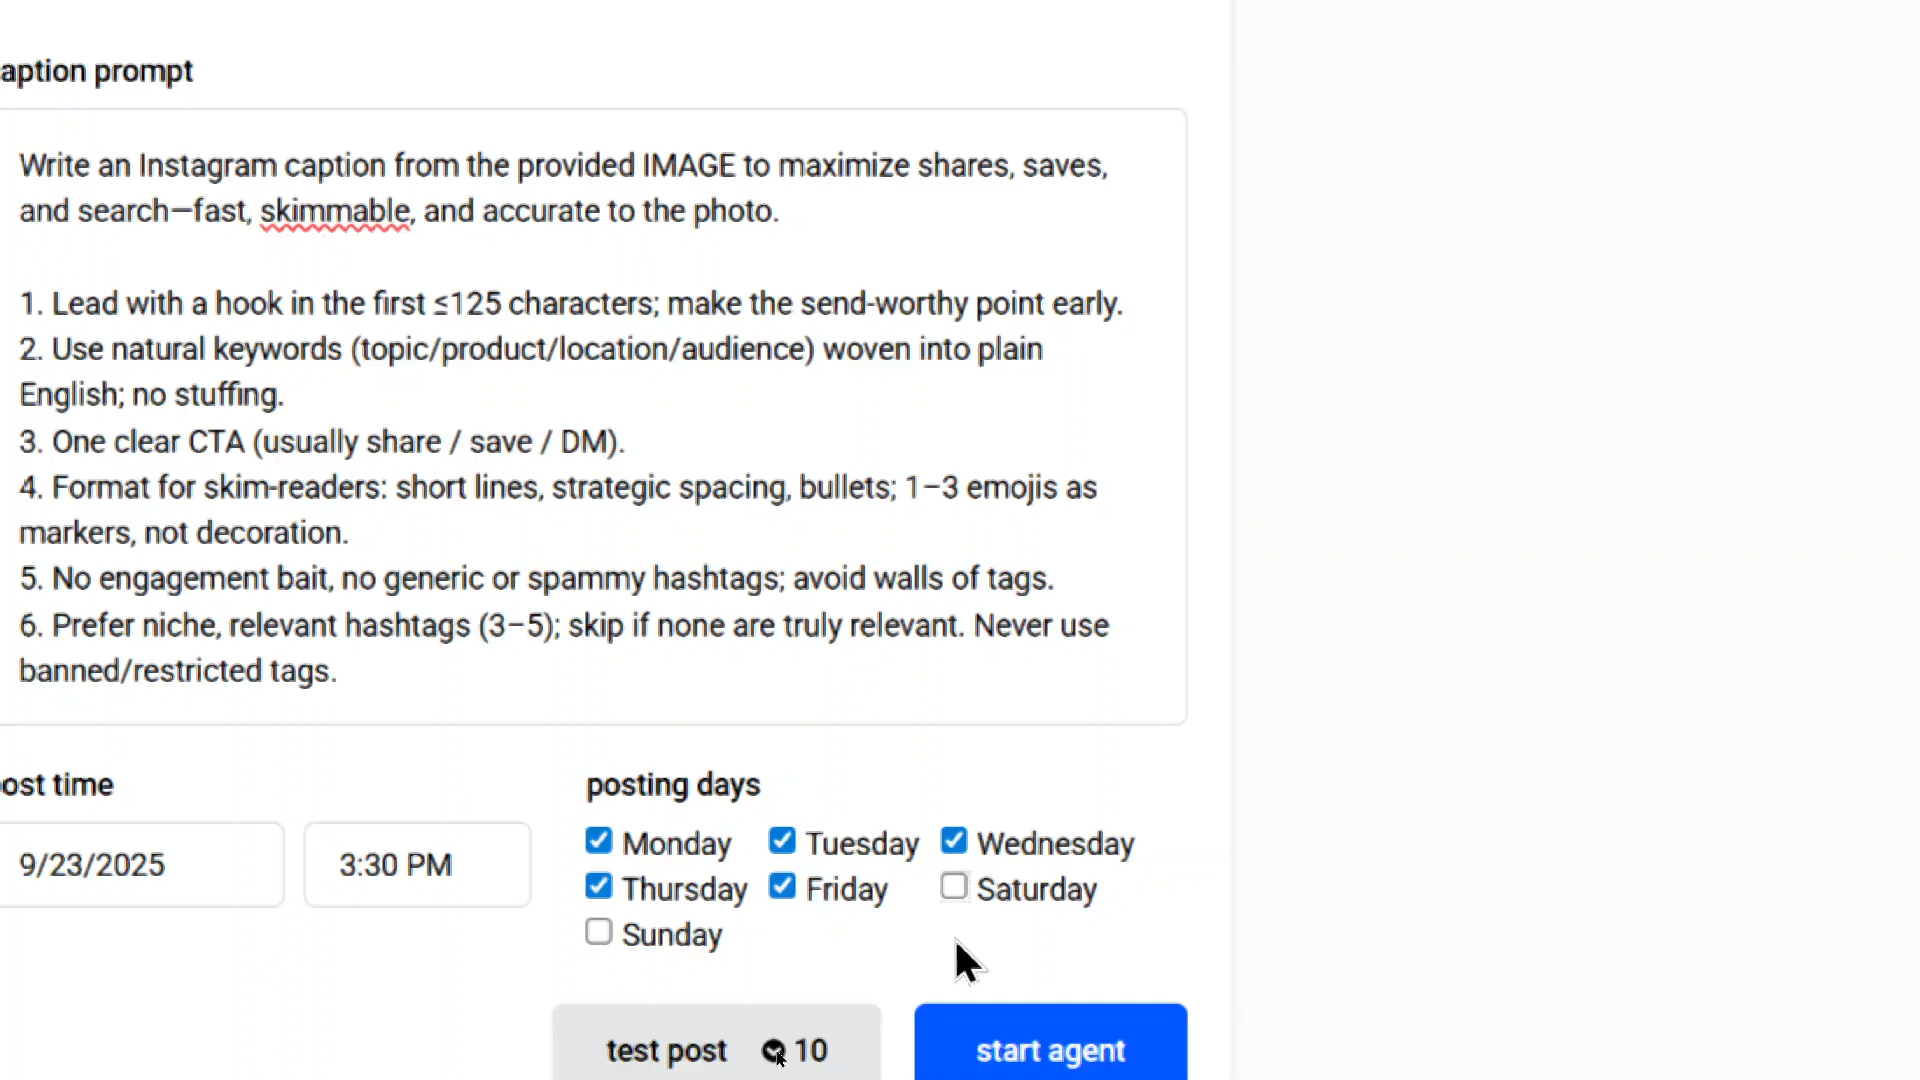 aption prompt
Write an Instagram caption from the provided IMAGE to maximize shares, saves,
and search—fast, skimmable, and accurate to the photo.
1. Lead with a hook in the first ≤125 characters; make the send-worthy point early.
2. Use natural keywords (topic/product/location/audience) woven into plain
English; no stuffing.
3. One clear CTA (usually share / save / DM).
4. Format for skim-readers: short lines, strategic spacing, bullets; 1–3 emojis as
markers, not decoration.
5. No engagement bait, no generic or spammy hashtags; avoid walls of tags.
6. Prefer niche, relevant hashtags (3–5); skip if none are truly relevant. Never use
banned/restricted tags.
ost time
posting days
9/23/2025
3:30 PM
Monday Tuesday Wednesday
Thursday Friday Saturday
Sunday
test post 10
start agent